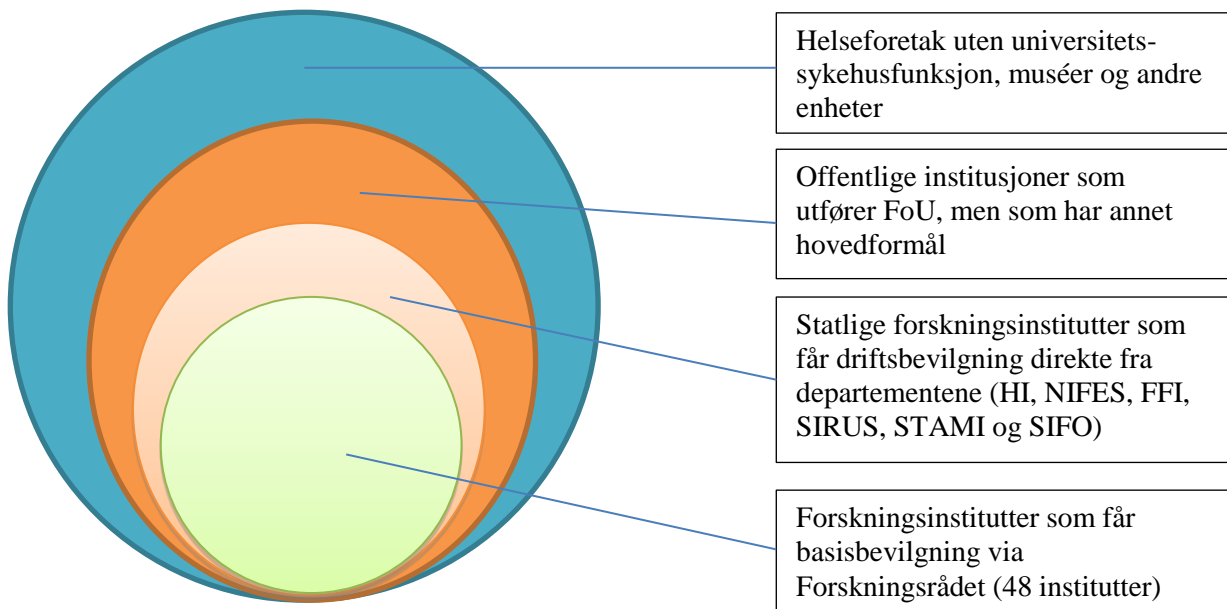 Helseforetak uten universitets-
sykehusfunksjon, muséer og andre
enheter
Offentlige institusjoner som
utfører FoU, men som har annet
hovedformål
Statlige forskningsinstitutter som
får driftsbevilgning direkte fra
departementene (HI, NIFES, FFI,
SIRUS, STAMI og SIFO)
Forskningsinstitutter som får
basisbevilgning via
Forskningsrådet (48 institutter)